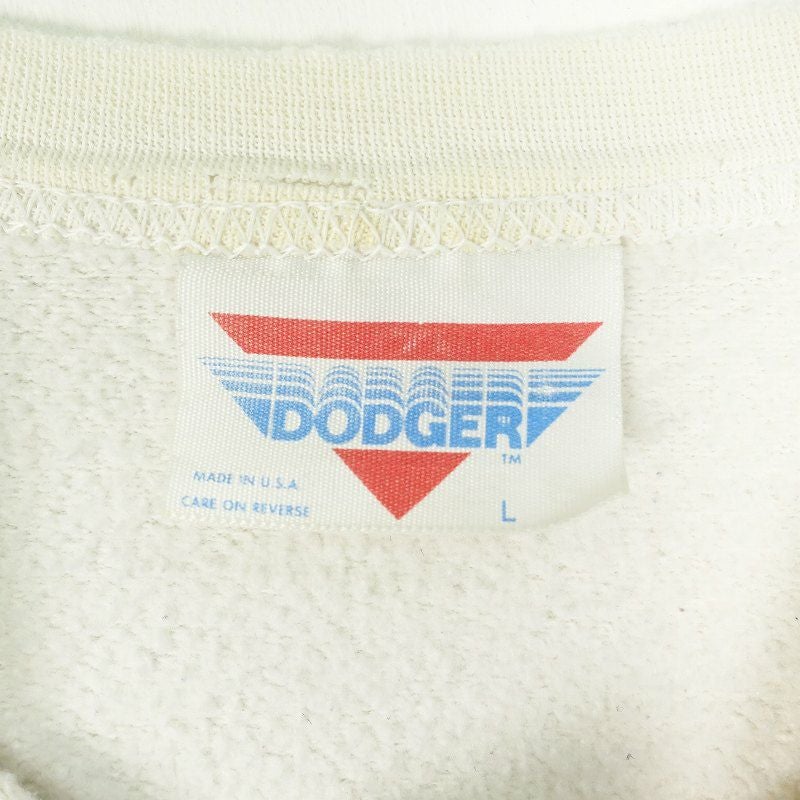 DODGER
TM
MADE IN U.S.A
CARE ON REVERSE
L